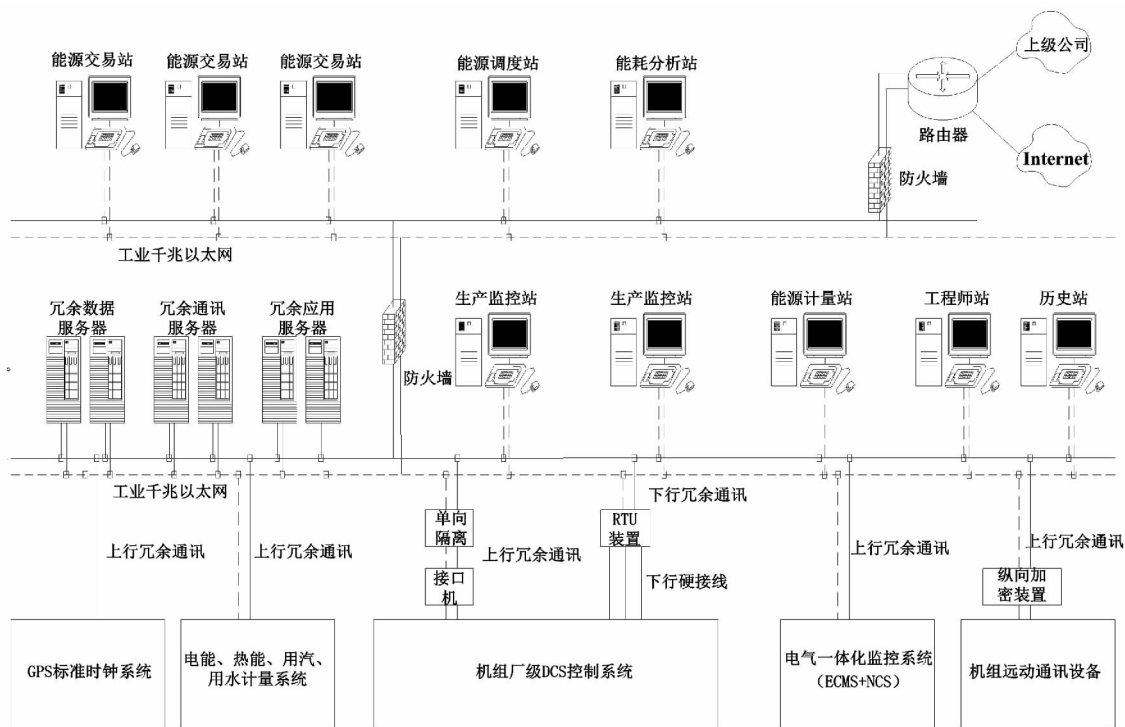 能源交易站
能源交易站
能源交易站
能源调度站
能耗分析站
上级公司
路由器
Internet
防火墙
工业千兆以太网
冗余数据
服务器
冗余通讯
服务器
冗余应用
服务器
防火墙
生产监控站
生产监控站
能源计量站
工程师站
历史站
工业千兆以太网
上行冗余通讯
上行冗余通讯
单向
隔离
接口
机
上行冗余通讯
下行冗余通讯
RTU
装置
下行硬接线
上行冗余通讯
上行冗余通讯
纵向加
密装置
GPS标准时钟系统
电能、热能、用汽、
用水计量系统
机组厂级DCS控制系统
电气一体化监控系统
（ECMS+NCS）
机组远动通讯设备